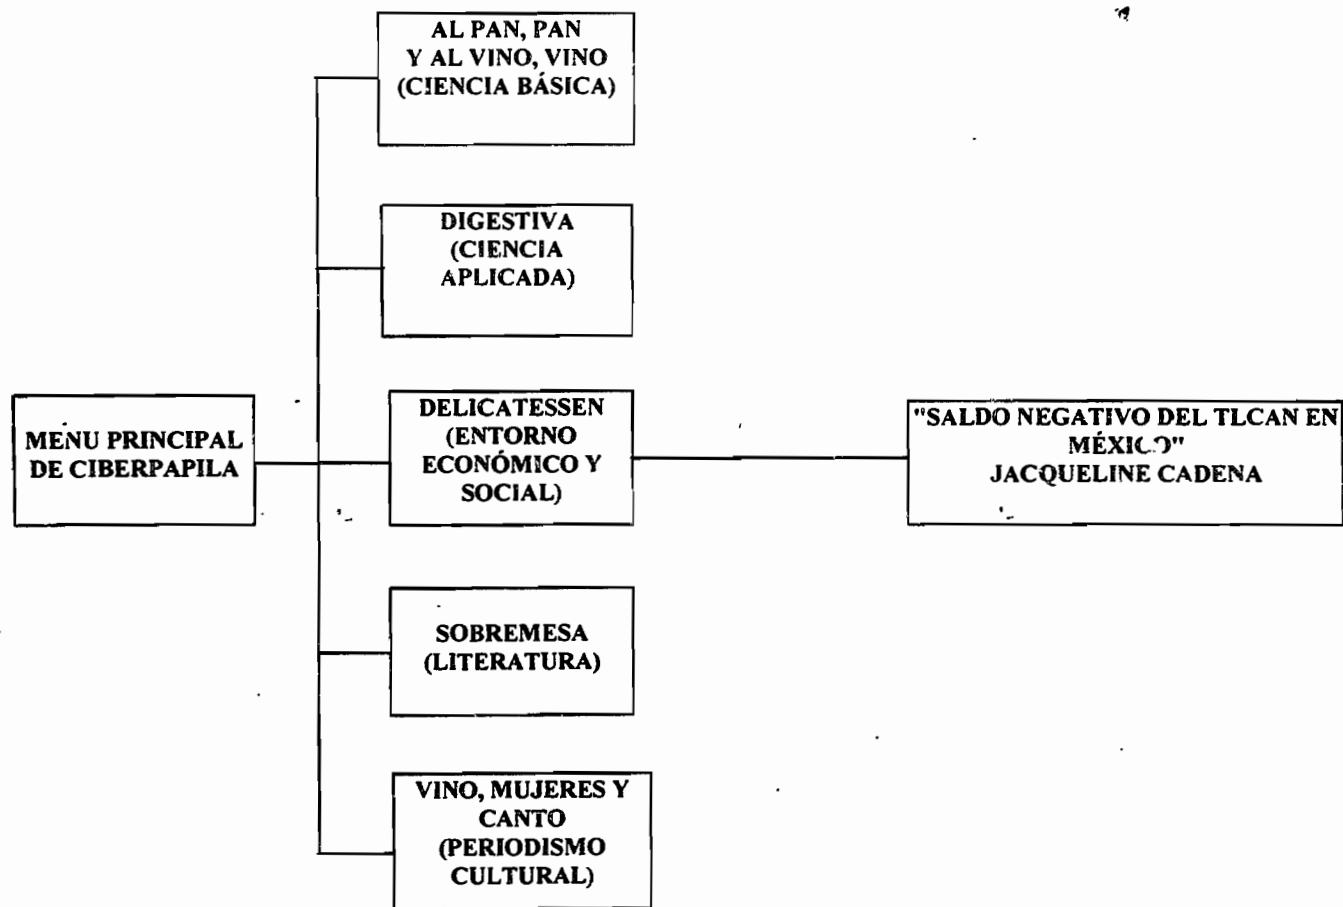 AL PAN, PAN
Y AL VINO, VINO
(CIENCIA BÁSICA)
DIGESTIVA
(CIENCIA
APLICADA)
MENU PRINCIPAL
DE CIBERPAPILA
DELICATESSEN
(ENTORNO
ECONÓMICO Y
SOCIAL)
"SALDO NEGATIVO DEL TLCAN EN
MÉXICO"
JACQUELINE CADENA
SOBREMESA
(LITERATURA)
VINO, MUJERES Y
CANTO
(PERIODISMO
CULTURAL)